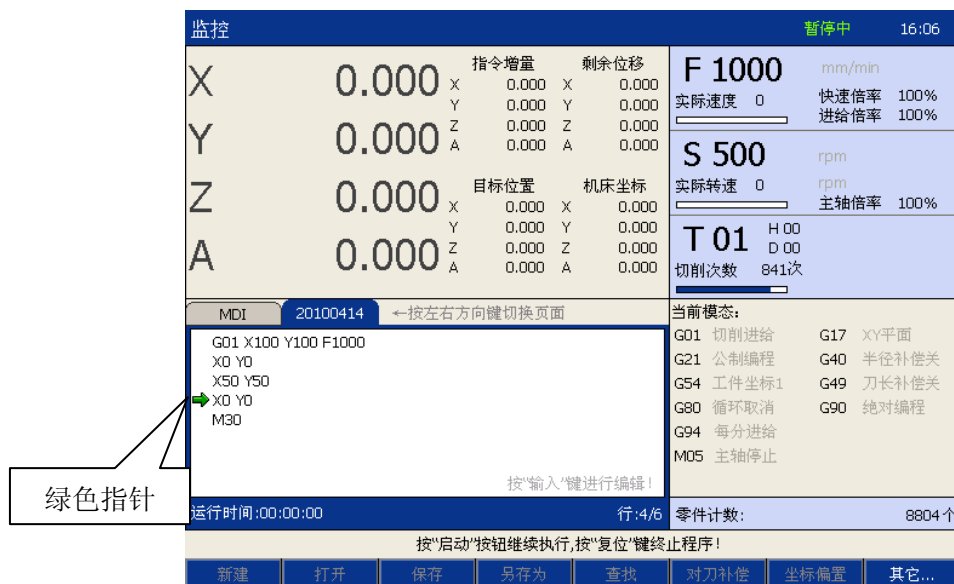 监控 暂停中 16:06
X 0.000
Y 0.000
Z 0.000
A 0.000
指令增量
X 0.000
Y 0.000
Z 0.000
A 0.000
剩余位移
X 0.000
Y 0.000
Z 0.000
A 0.000
目标位置
X 0.000
Y 0.000
Z 0.000
A 0.000
机床坐标
X 0.000
Y 0.000
Z 0.000
A 0.000
F 1000 mm/min
实际速度 0 快速倍率 100%
进给倍率 100%
S 500 rpm
实际转速 0 rpm
主轴倍率 100%
T 01 H 00
D 00
切削次数 841次
MDI 20100414 ←按左右方向键切换页面
G01 X100 Y100 F1000
X0 Y0
X50 Y50
X0 Y0
M30
按"输入"键进行编辑!
绿色指针
当前模态:
G01 切削进给 G17 XY平面
G21 公制编程 G40 半径补偿关
G54 工件坐标1 G49 刀长补偿关
G80 循环取消 G90 绝对编程
G94 每分进给
M05 主轴停止
运行时间:00:00:00 行:4/6 零件计数: 8804个
按"启动"按钮继续执行,按"复位"键终止程序!
新建 打开 保存 另存为 查找 对刀补偿 坐标偏置 其它...